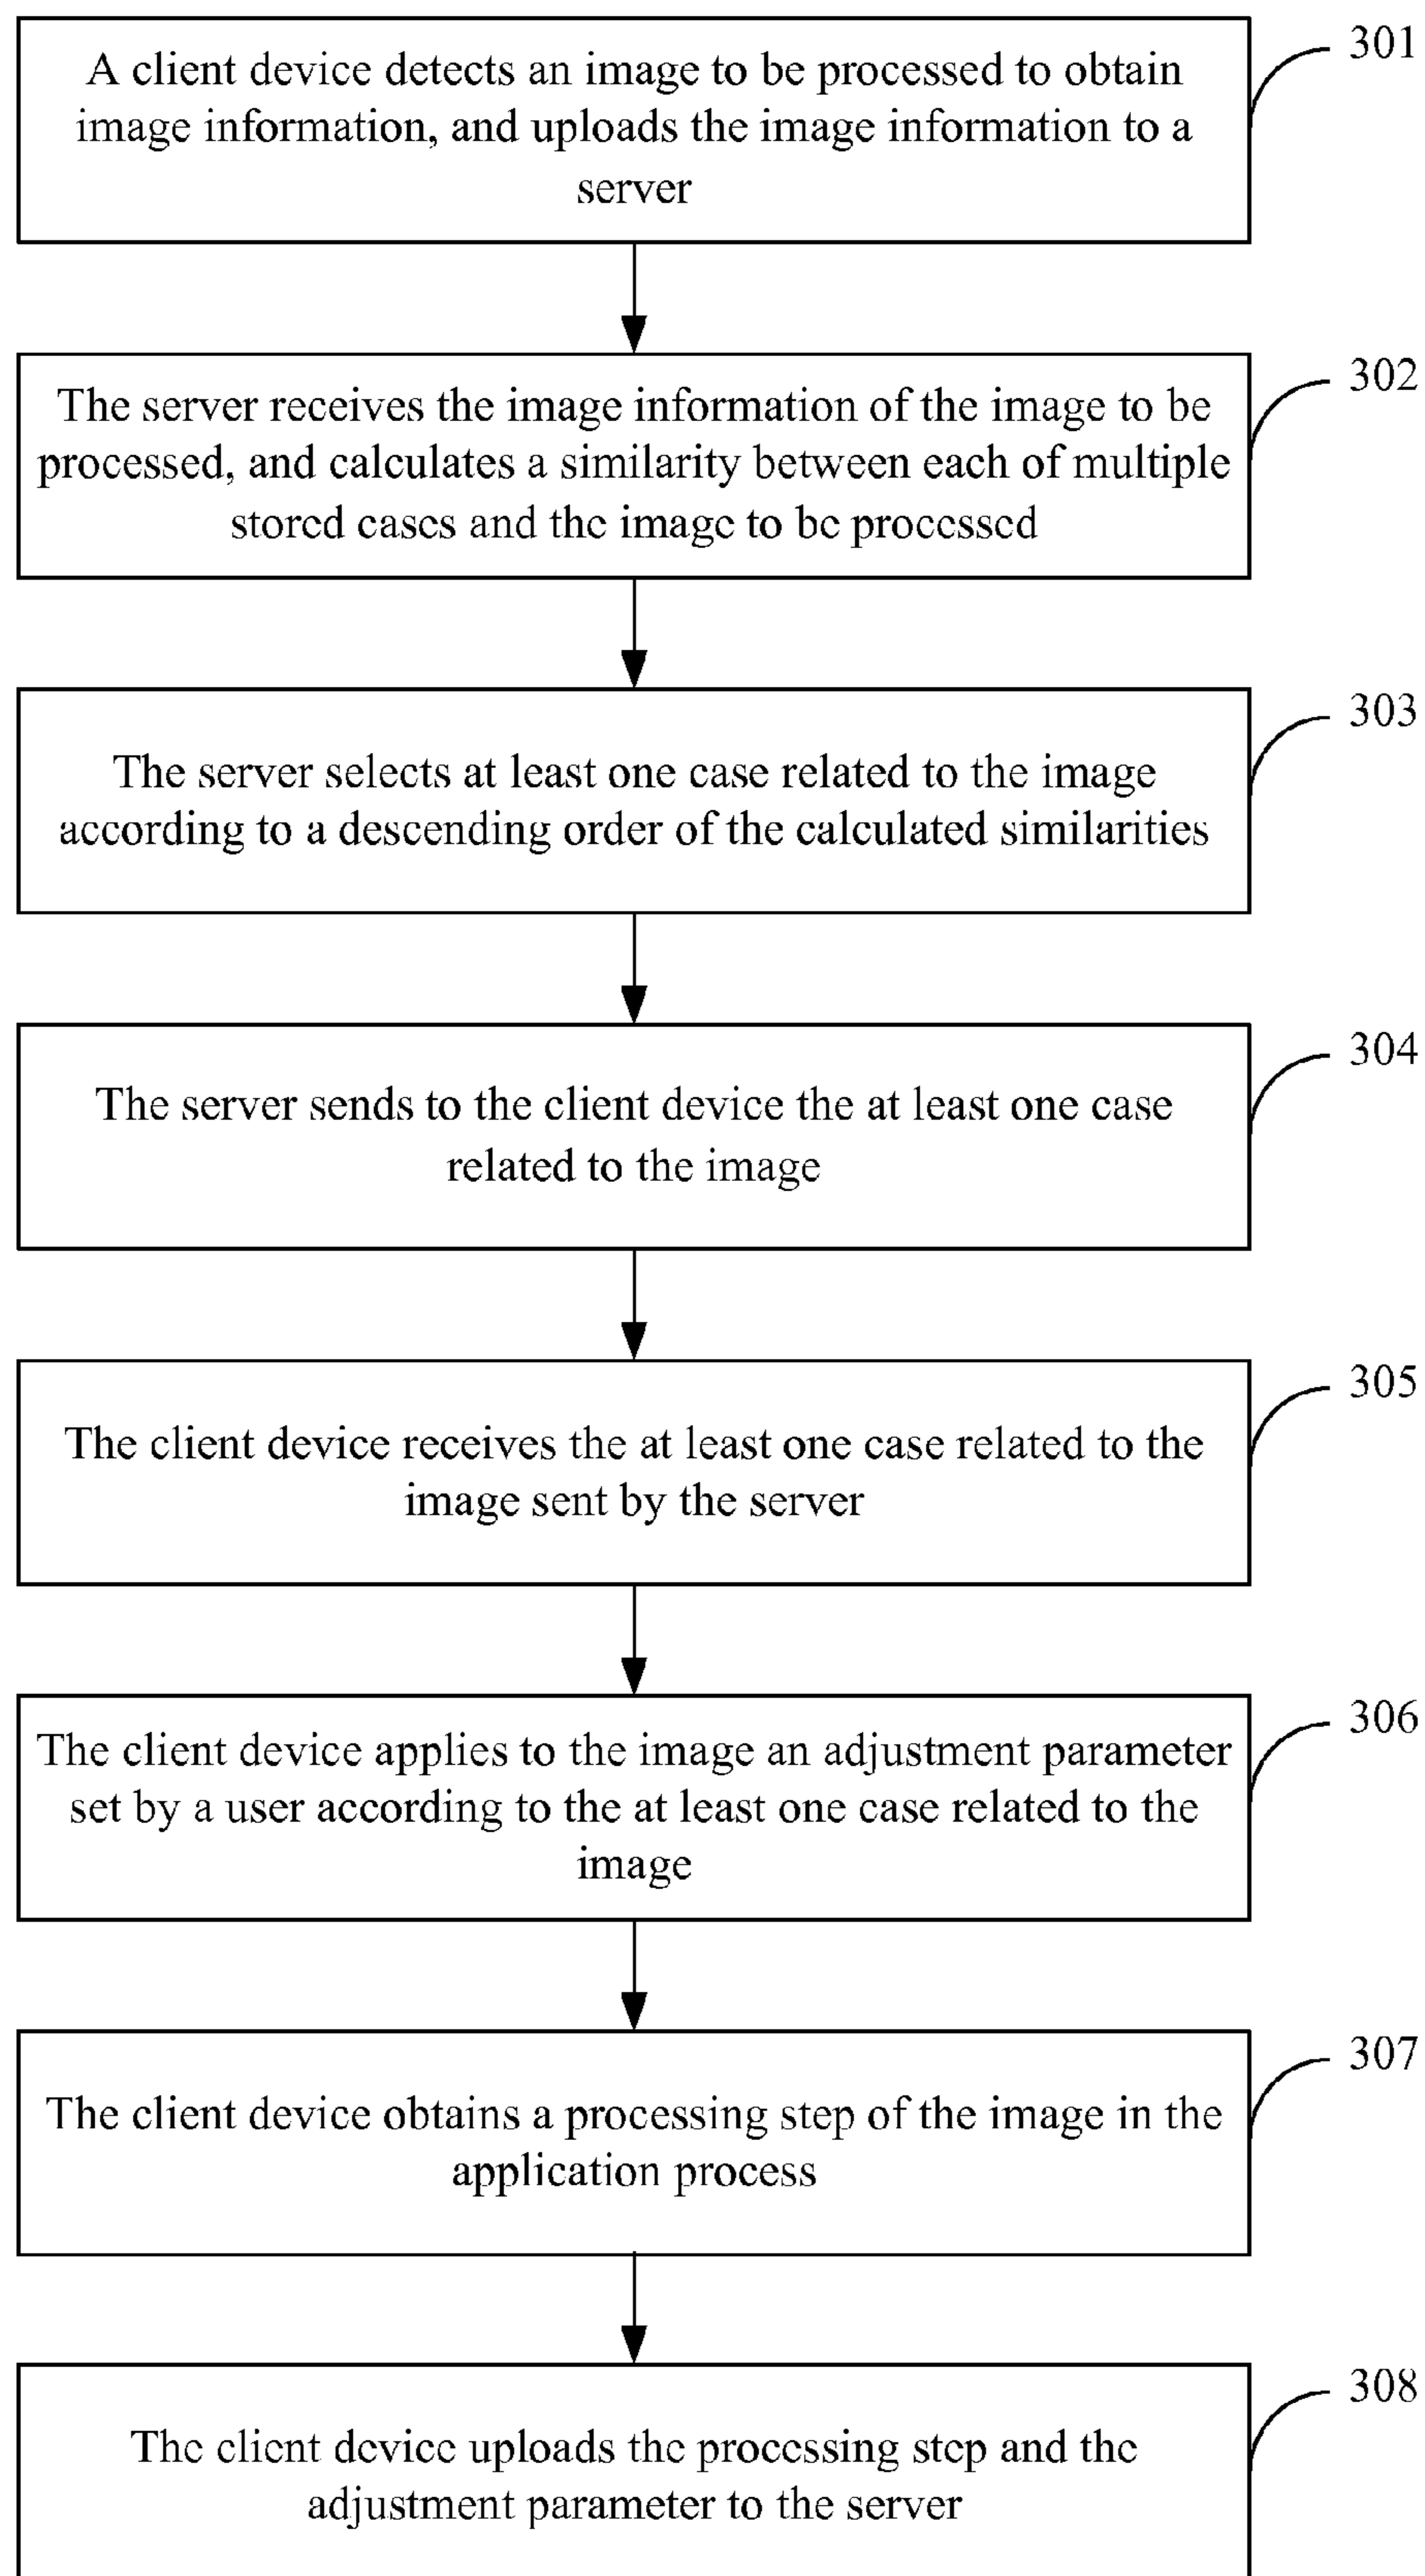 A client device detects an image to be processed to obtain
image information, and uploads the image information to a
server
301
The server receives the image information of the image to be
processed, and calculates a similarity between each of multiple
stored cases and the image to be processed
302
The server selects at least one case related to the image
according to a descending order of the calculated similarities
303
The server sends to the client device the at least one case
related to the image
304
The client device receives the at least one case related to the
image sent by the server
305
The client device applies to the image an adjustment parameter
set by a user according to the at least one case related to the
image
306
The client device obtains a processing step of the image in the
application process
307
The client device uploads the processing step and the
adjustment parameter to the server
308